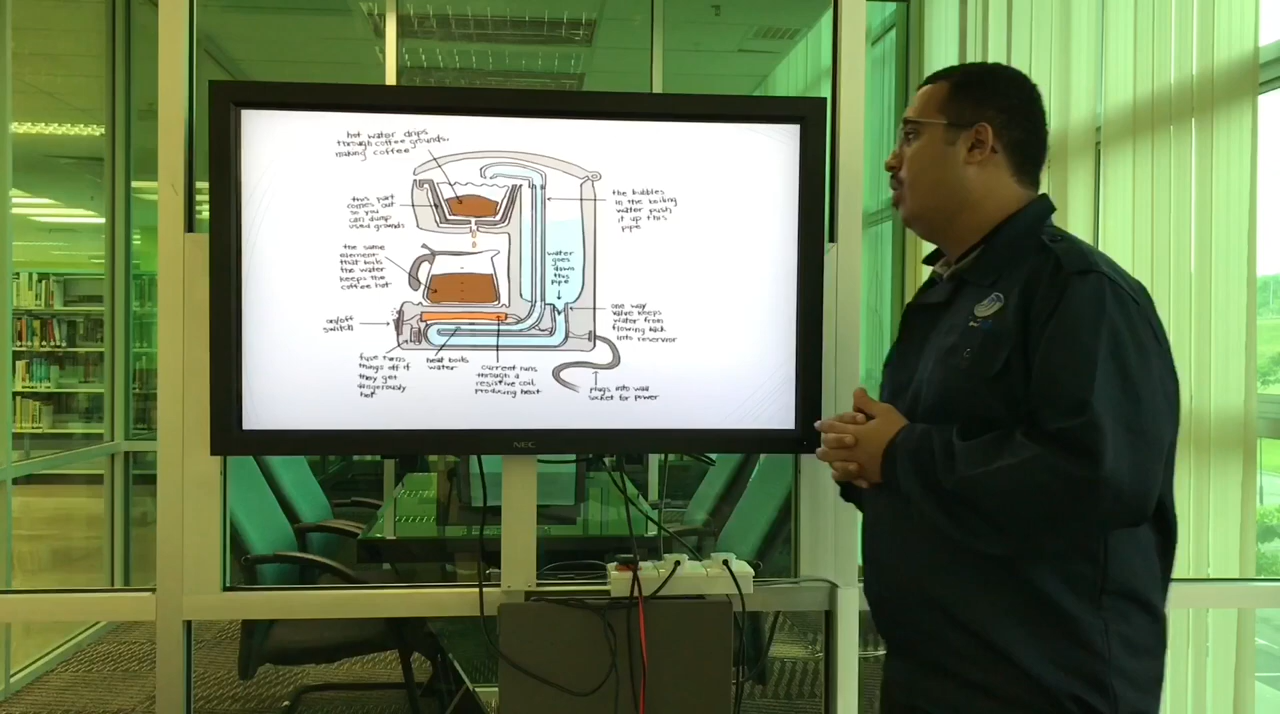 hot water drips
through coffee grounds,
making coffee
this part
comes out
so you
can dump
used grounds
the bubbles
in the boiling
water push
it up this
pipe
the same
element
that boils
the water
keeps the
coffee hot
water
goes
down
this
pipe
on/off
switch
one way
valve keeps
water from
flowing back
into reservoir
fuse turns
things off if
they get
dangerously
hot
heat boils
water
current runs
through a
resistive coil
producing heat
plugs into wall
socket for power
NEC